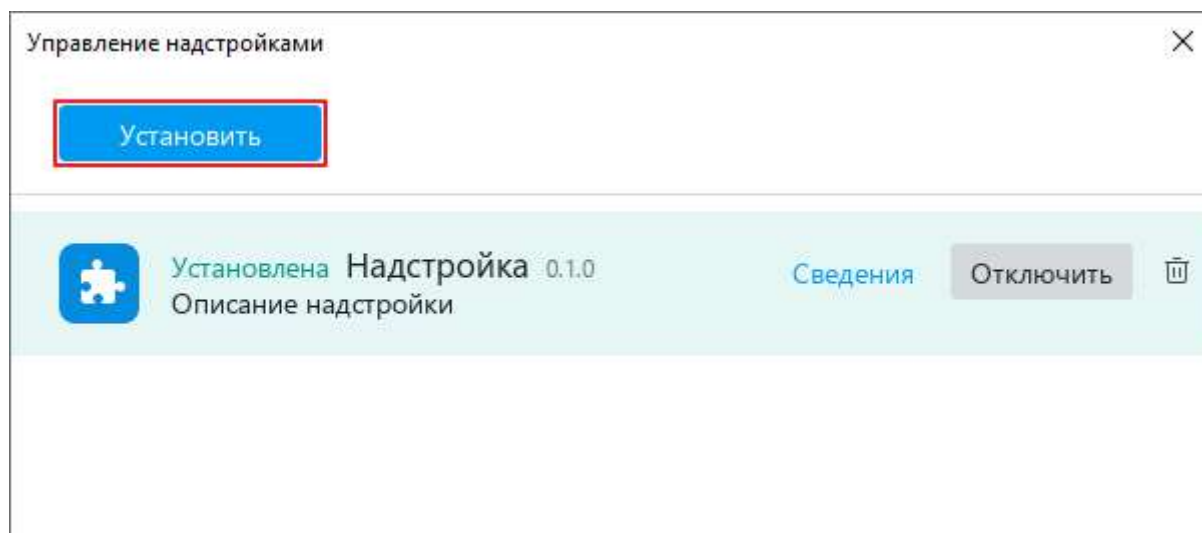 Управление надстройками
Установить
Установлена Надстройка 0.1.0 Сведения Отключить
Описание надстройки